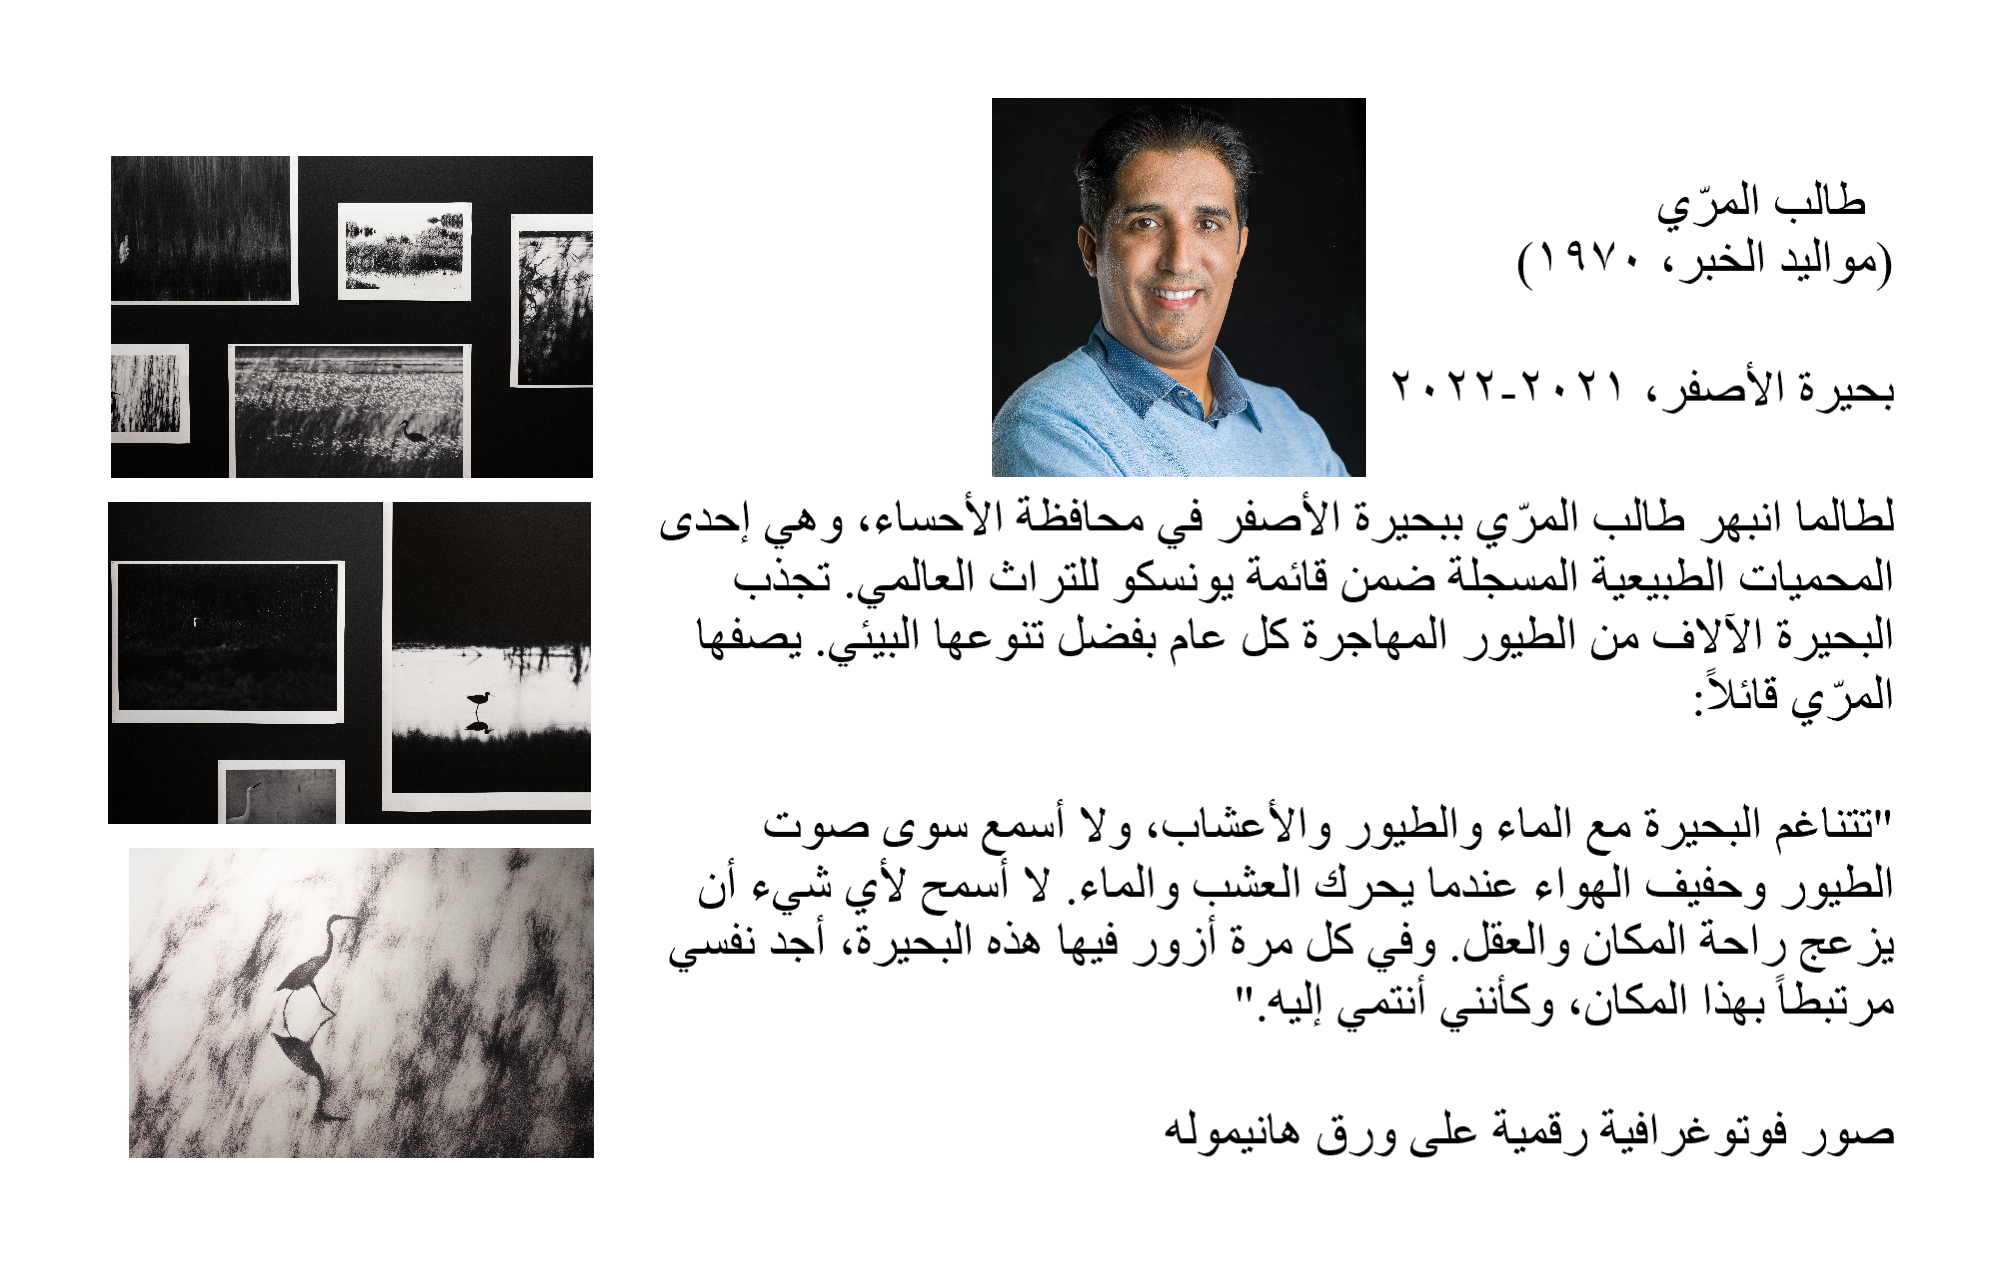 طالب المرّي
(مواليد الخبر، ١٩٧٠)
بحيرة الأصفر، ٢٠٢١-٢٠٢٢
لطالما انبهر طالب المرّي ببحيرة الأصفر في محافظة الأحساء، وهي إحدى
المحميات الطبيعية المسجلة ضمن قائمة يونسكو للتراث العالمي. تجذب
البحيرة الآلاف من الطيور المهاجرة كل عام بفضل تنوعها البيئي. يصفها
المرّي قائلاً:
"تتناغم البحيرة مع الماء والطيور والأعشاب، ولا أسمع سوى صوت
الطيور وحفيف الهواء عندما يحرك العشب والماء. لا أسمح لأي شيء أن
يزعج راحة المكان والعقل. وفي كل مرة أزور فيها هذه البحيرة، أجد نفسي
مرتبطاً بهذا المكان، وكأنني أنتمي إليه."
صور فوتوغرافية رقمية على ورق هانيموله